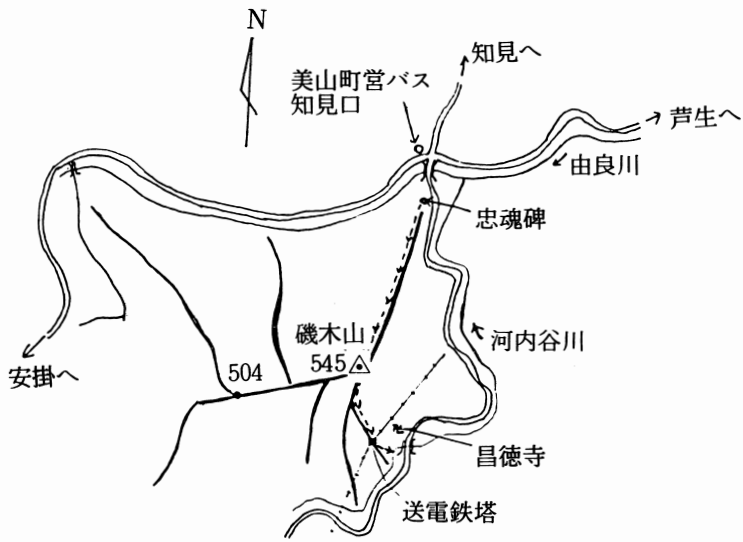 N
知見へ
美山町営バス
知見口
芦生へ
由良川
忠魂碑
磯木山
545
河内谷川
504
安掛へ
昌徳寺
送電鉄塔